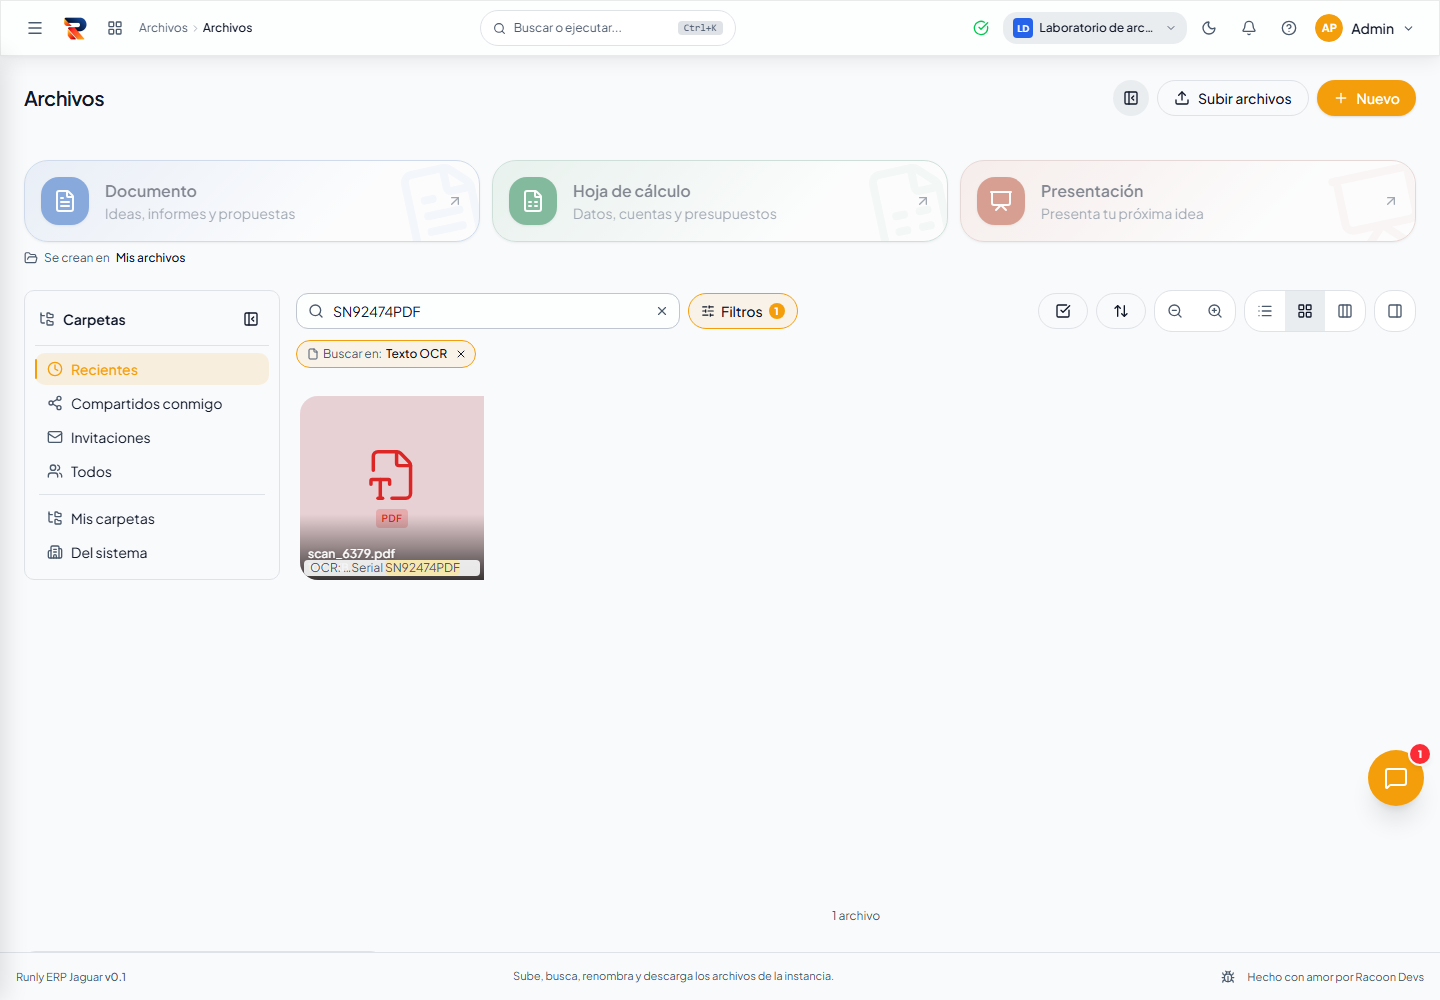 Archivos
Archivos
Buscar o ejecutar...
Ctrl+K
LD
Laboratorio de arc...
AP
Admin
Archivos
Subir archivos
Nuevo
Documento
Ideas, informes y propuestas
Hoja de cálculo
Datos, cuentas y presupuestos
Presentación
Presenta tu próxima idea
Se crean en Mis archivos
Carpetas
Recientes
Compartidos conmigo
Invitaciones
Todos
Mis carpetas
Del sistema
SN92474PDF
Filtros 1
Buscar en: Texto OCR
PDF
scan_6379.pdf
OCR: ...Serial SN92474PDF
1
1 archivo
Runly ERP Jaguar v0.1
Sube, busca, renombra y descarga los archivos de la instancia.
Hecho con amor por Racoon Devs